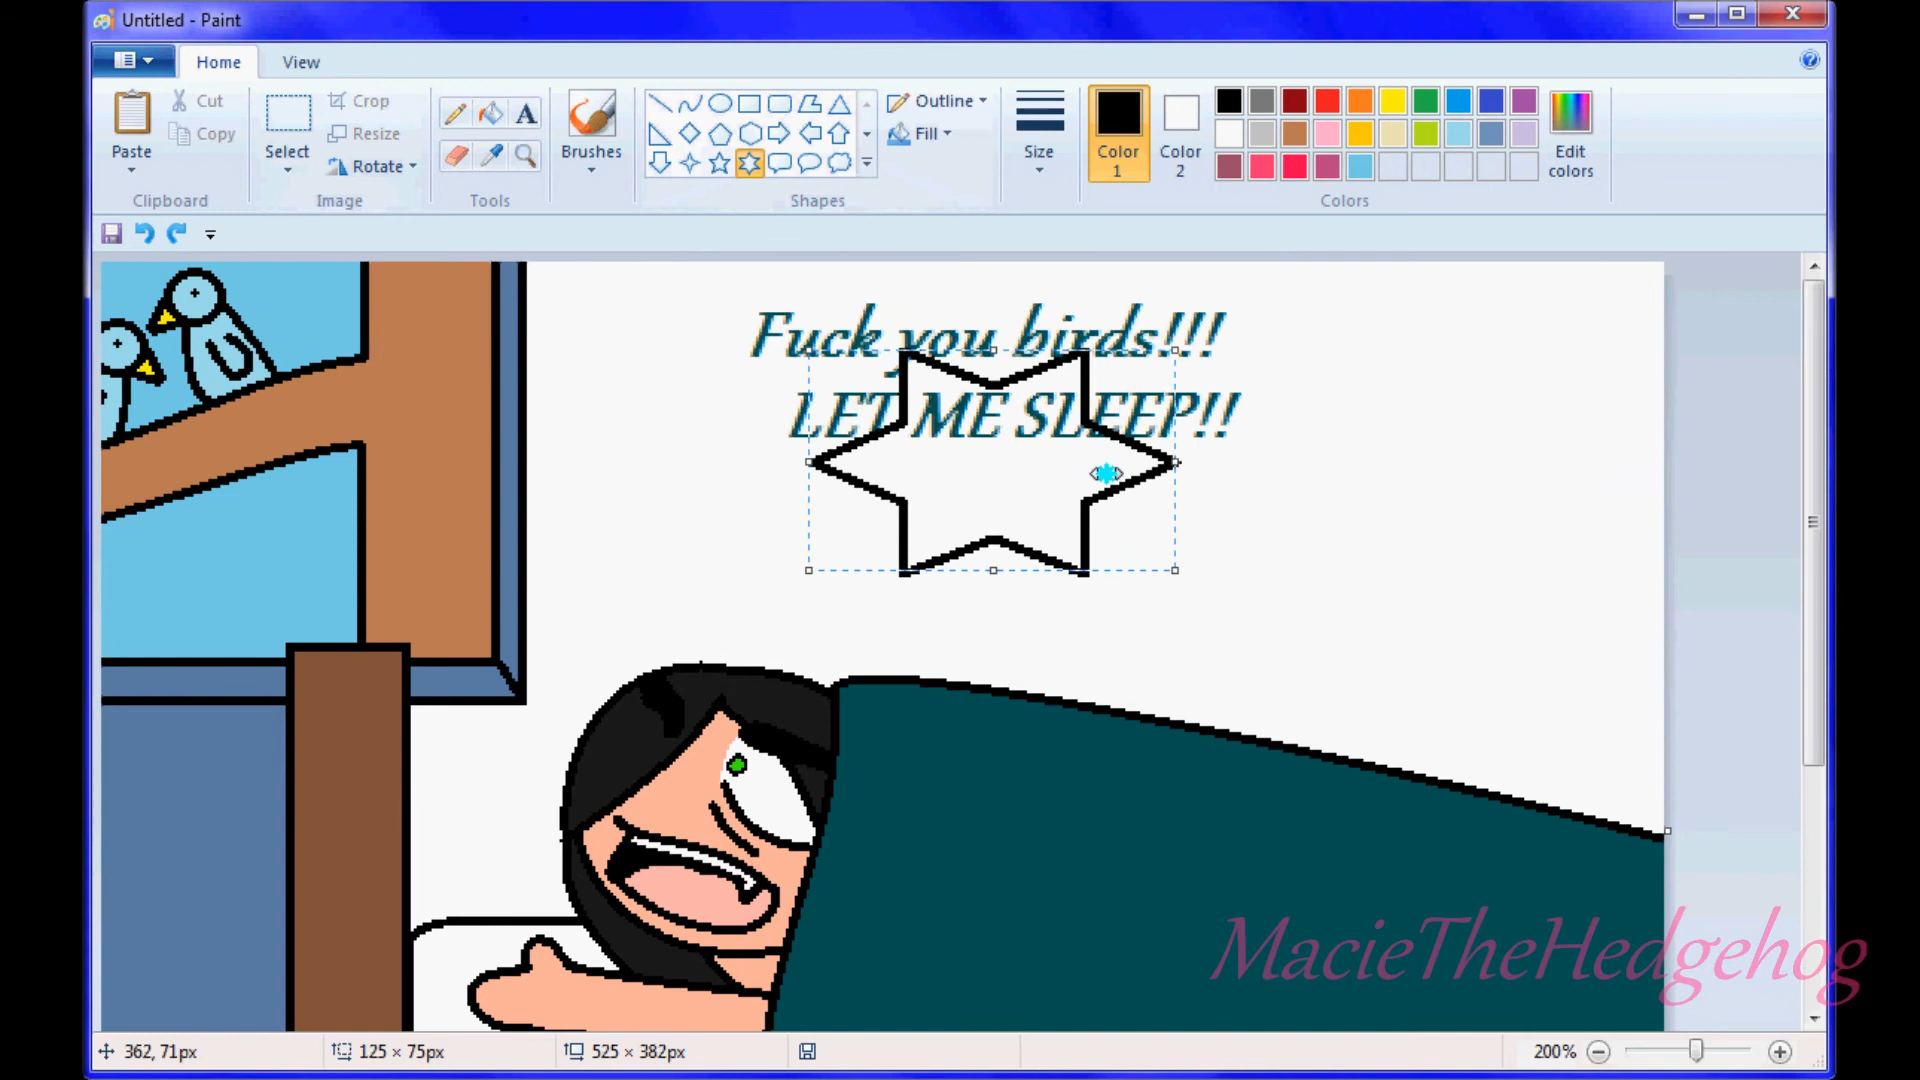 Untitled - Paint
Home View
Paste
Cut
Copy
Clipboard
Select
Crop
Resize
Rotate
Image
Tools
Brushes
Shapes
Outline
Fill
Size
Color 1
Color 2
Edit colors
Colors
Fuck you birds!!!
LET ME SLEEP!!
MacieTheHedgehog
362, 71px
125 × 75px
525 × 382px
200%